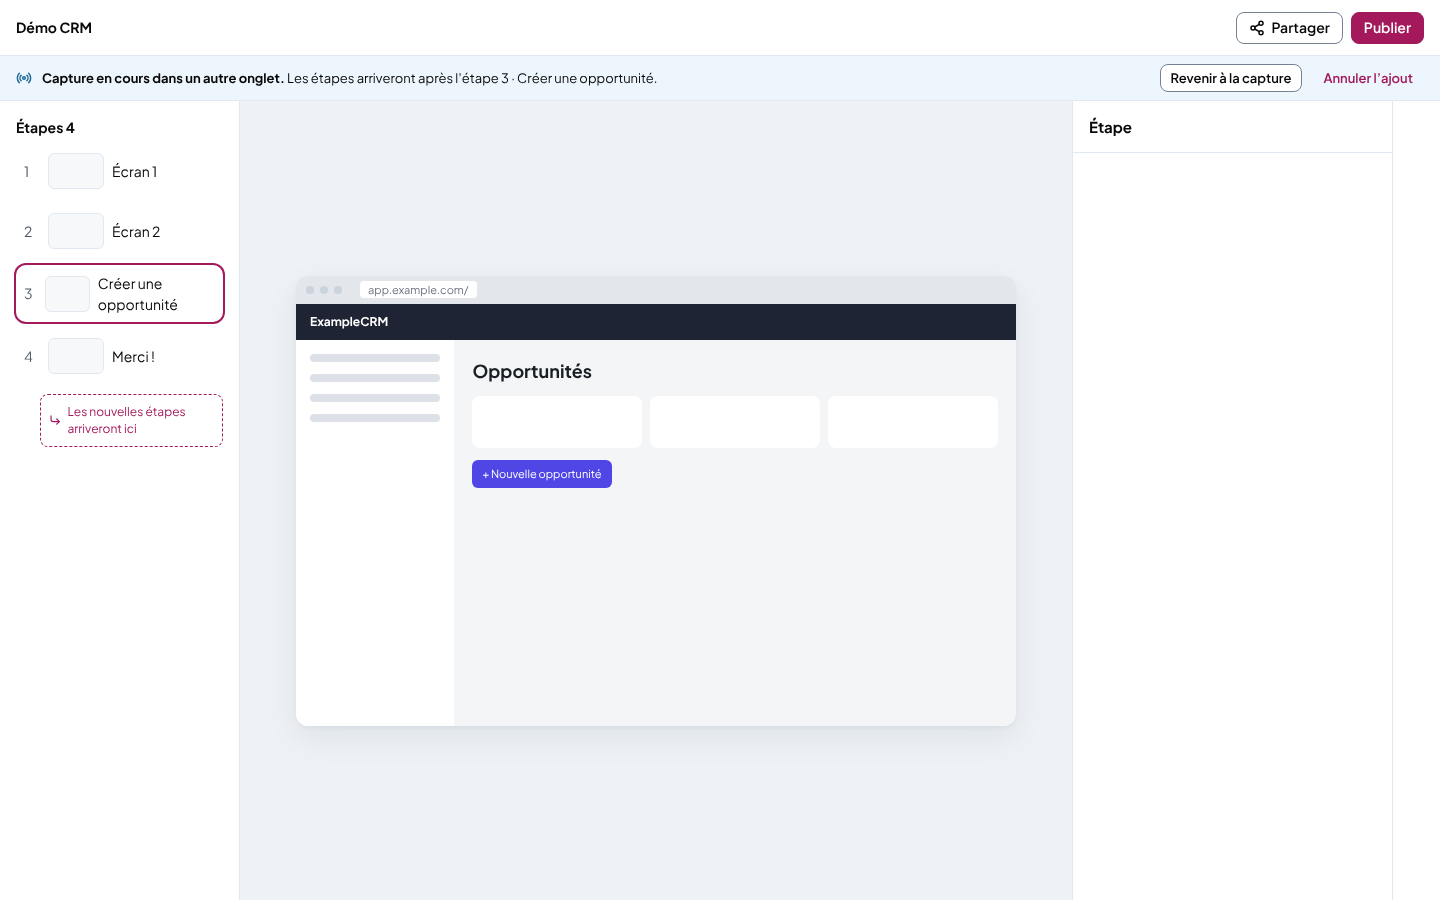 Démo CRM
Partager
Publier
Capture en cours dans un autre onglet. Les étapes arriveront après l’étape 3 · Créer une opportunité.
Revenir à la capture
Annuler l’ajout
Étapes 4
1 Écran 1
2 Écran 2
3 Créer une
opportunité
4 Merci !
Les nouvelles étapes
arriveront ici
app.example.com/
ExampleCRM
Opportunités
+ Nouvelle opportunité
Étape